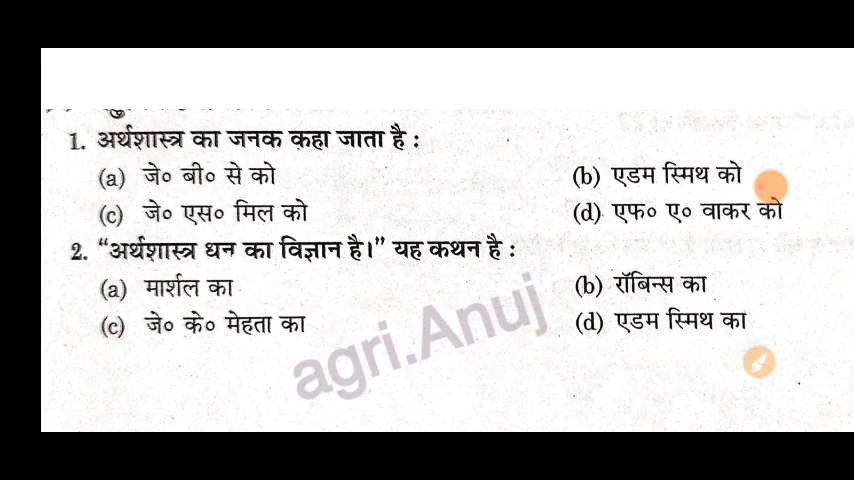 1. अर्थशास्त्र का जनक कहा जाता है :
(a) जे० बी० से को (b) एडम स्मिथ को
(c) जे० एस० मिल को (d) एफ० ए० वाकर को
2. “अर्थशास्त्र धन का विज्ञान है।” यह कथन है :
(a) मार्शल का (b) रॉबिन्स का
(c) जे० के० मेहता का (d) एडम स्मिथ का
agri.Anuj